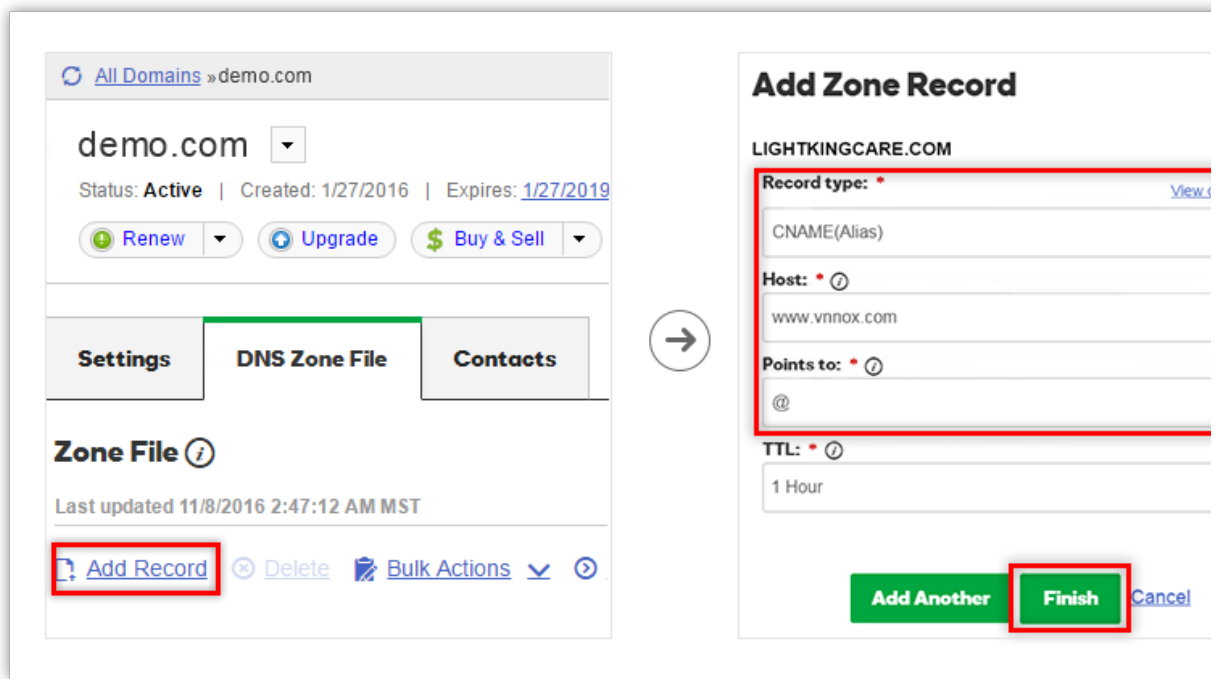 All Domains »demo.com
demo.com
Status: Active | Created: 1/27/2016 | Expires: 1/27/2019
Renew Upgrade Buy & Sell
Settings DNS Zone File Contacts
Zone File
Last updated 11/8/2016 2:47:12 AM MST
Add Record Delete Bulk Actions
Add Zone Record
LIGHTKINGCARE.COM
Record type: *
View
CNAME(Alias)
Host: *
www.vnnox.com
Points to: *
@
TTL: *
1 Hour
Add Another Finish Cancel